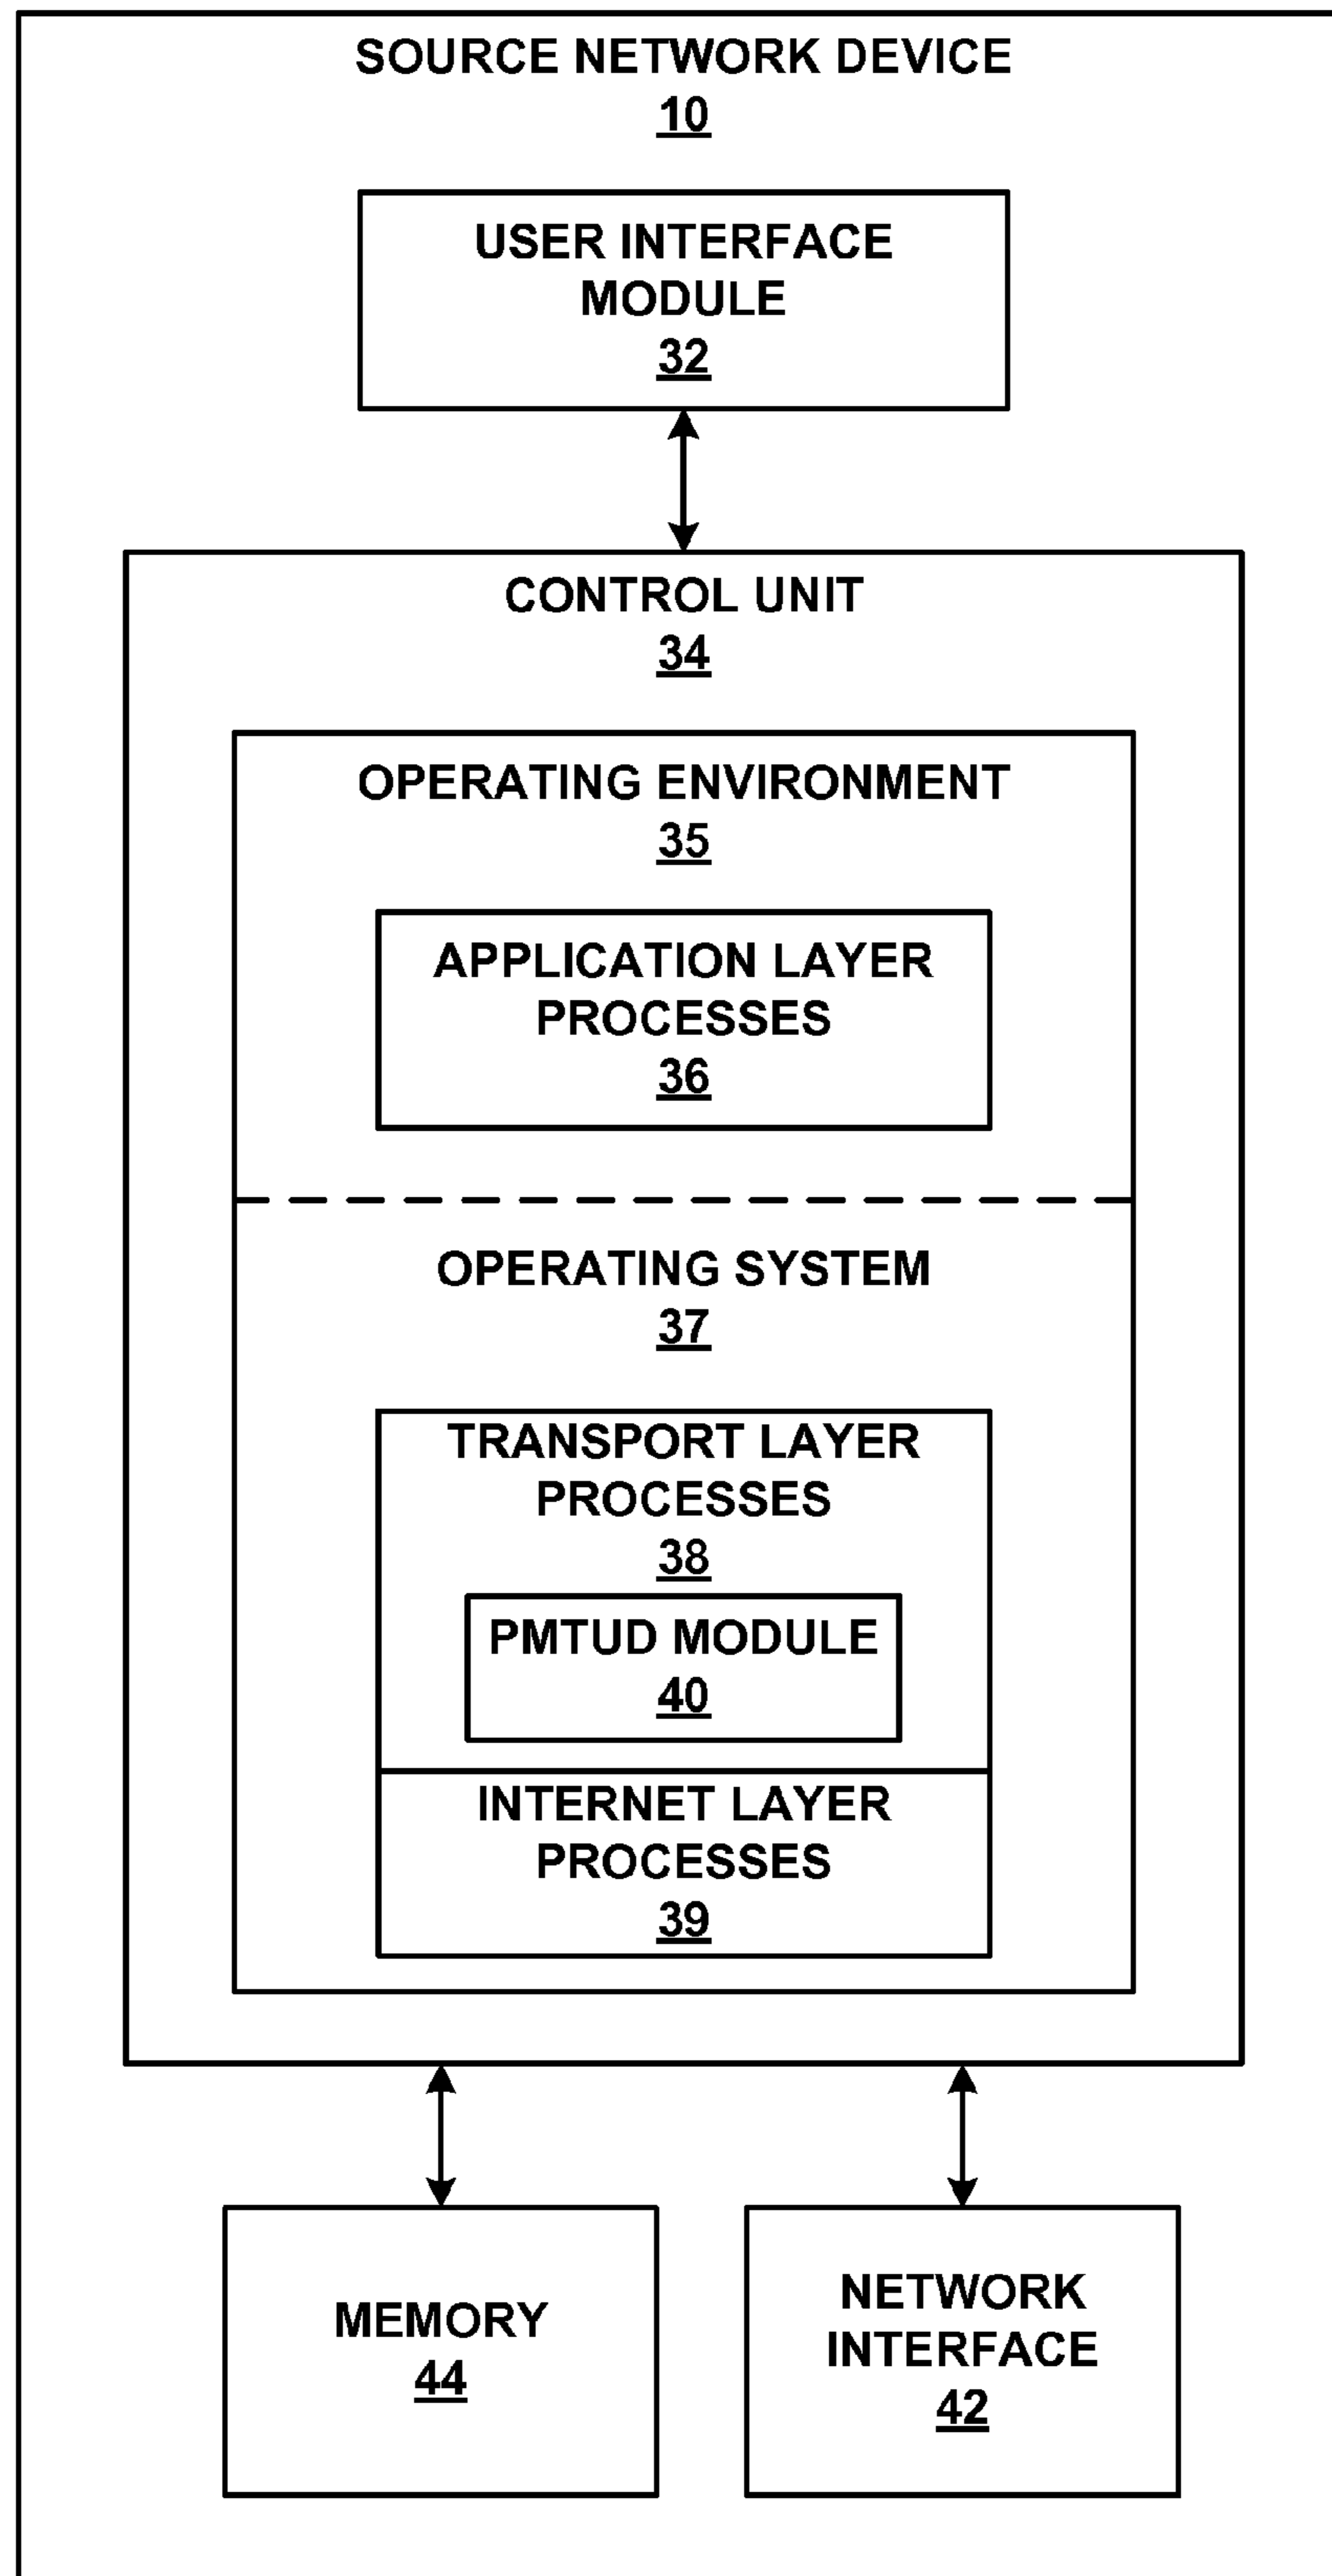 SOURCE NETWORK DEVICE
10
USER INTERFACE
MODULE
32
CONTROL UNIT
34
OPERATING ENVIRONMENT
35
APPLICATION LAYER
PROCESSES
36
OPERATING SYSTEM
37
TRANSPORT LAYER
PROCESSES
38
PMTUD MODULE
40
INTERNET LAYER
PROCESSES
39
MEMORY
44
NETWORK
INTERFACE
42